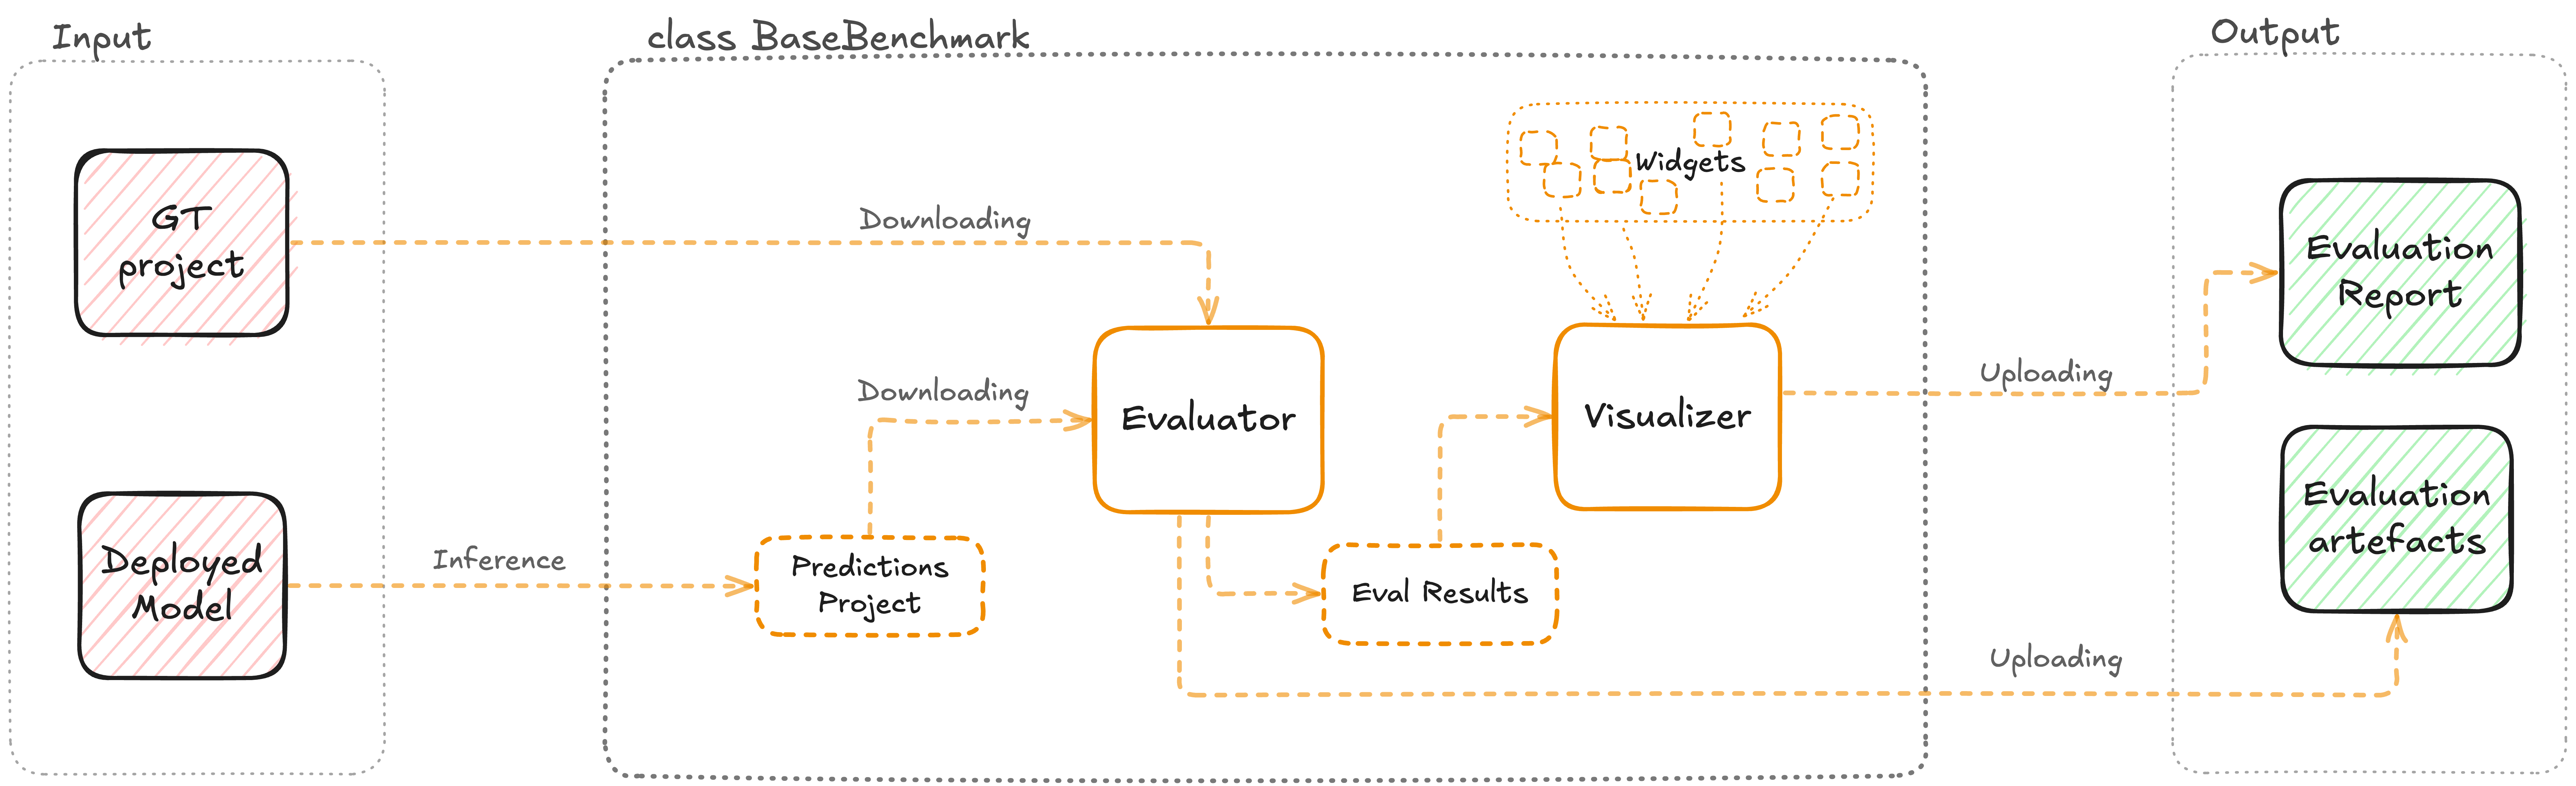 Input
class BaseBenchmark
Output
GT
project
Downloading
Widgets
Evaluation
Report
Downloading
Evaluator
Visualizer
Uploading
Deployed
Model
Inference
Predictions
Project
Eval Results
Evaluation
artefacts
Uploading